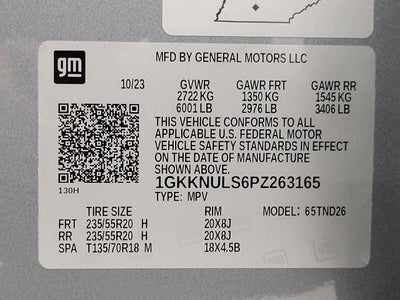 gm
MFD BY GENERAL MOTORS LLC
10/23 GVWR GAWR FRT GAWR RR
2722 KG 1350 KG 1545 KG
6001 LB 2976 LB 3406 LB
THIS VEHICLE CONFORMS TO ALL
APPLICABLE U.S. FEDERAL MOTOR
VEHICLE SAFETY STANDARDS IN EFFECT
ON THE DATE OF MANUFACTURE
SHOWN ABOVE.
1GKKNULS6PZ263165
130H
TYPE: MPV
TIRE SIZE RIM MODEL: 65TND26
FRT 235/55R20 H 20X8J
RR 235/55R20 H 20X8J
SPA T135/70R18 M 18X4.5B